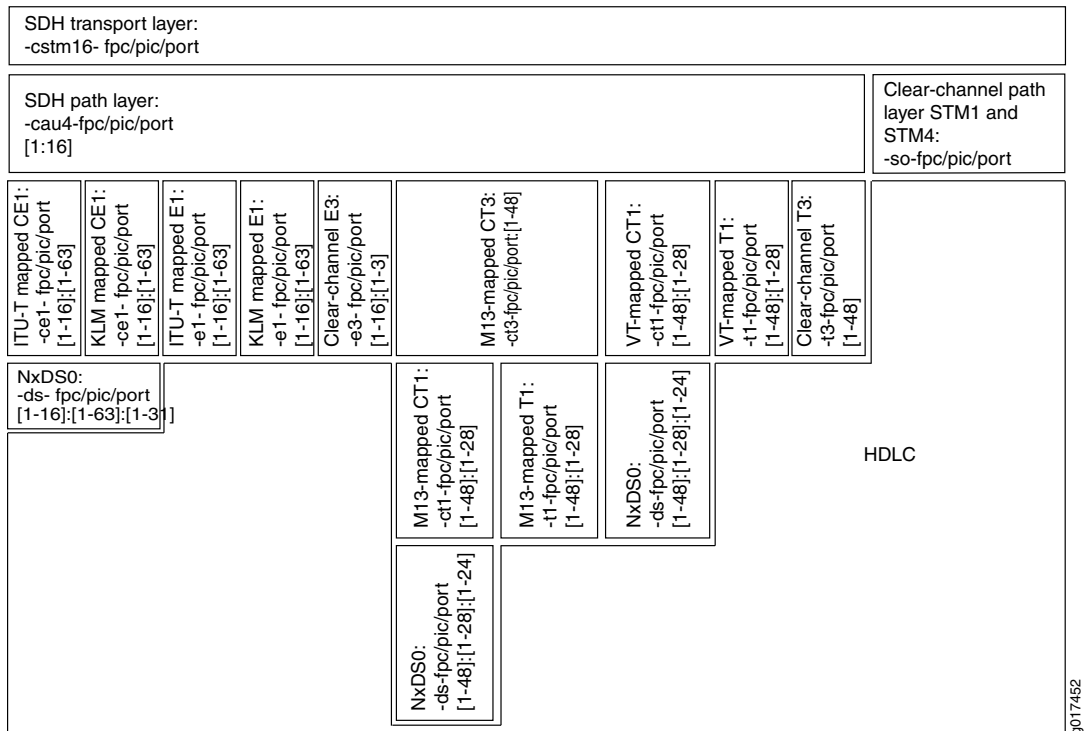 SDH transport layer:
-cstm16- fpc/pic/port
SDH path layer:
-cau4-fpc/pic/port
[1:16]
Clear-channel path
layer STM1 and
STM4:
-so-fpc/pic/port
ITU-T mapped CE1:
-ce1- fpc/pic/port
[1-16]:[1-63]
KLM mapped CE1:
-ce1- fpc/pic/port
[1-16]:[1-63]
ITU-T mapped E1:
-e1- fpc/pic/port
[1-16]:[1-63]
KLM mapped E1:
-e1- fpc/pic/port
[1-16]:[1-63]
Clear-channel E3:
-e3- fpc/pic/port
[1-16]:[1-3]
M13-mapped CT3:
-ct3-fpc/pic/port:[1-48]
VT-mapped CT1:
-ct1-fpc/pic/port
[1-48]:[1-28]
VT-mapped T1:
-t1-fpc/pic/port
[1-48]:[1-28]
Clear-channel T3:
-t3-fpc/pic/port
[1-48]
NxDS0:
-ds- fpc/pic/port
[1-16]:[1-63]:[1-31]
M13-mapped CT1:
-ct1-fpc/pic/port
[1-48]:[1-28]
M13-mapped T1:
-t1-fpc/pic/port
[1-48]:[1-28]
NxDS0:
-ds-fpc/pic/port
[1-48]:[1-28]:[1-24]
HDLC
NxDS0:
-ds-fpc/pic/port
[1-48]:[1-28]:[1-24]
g017452